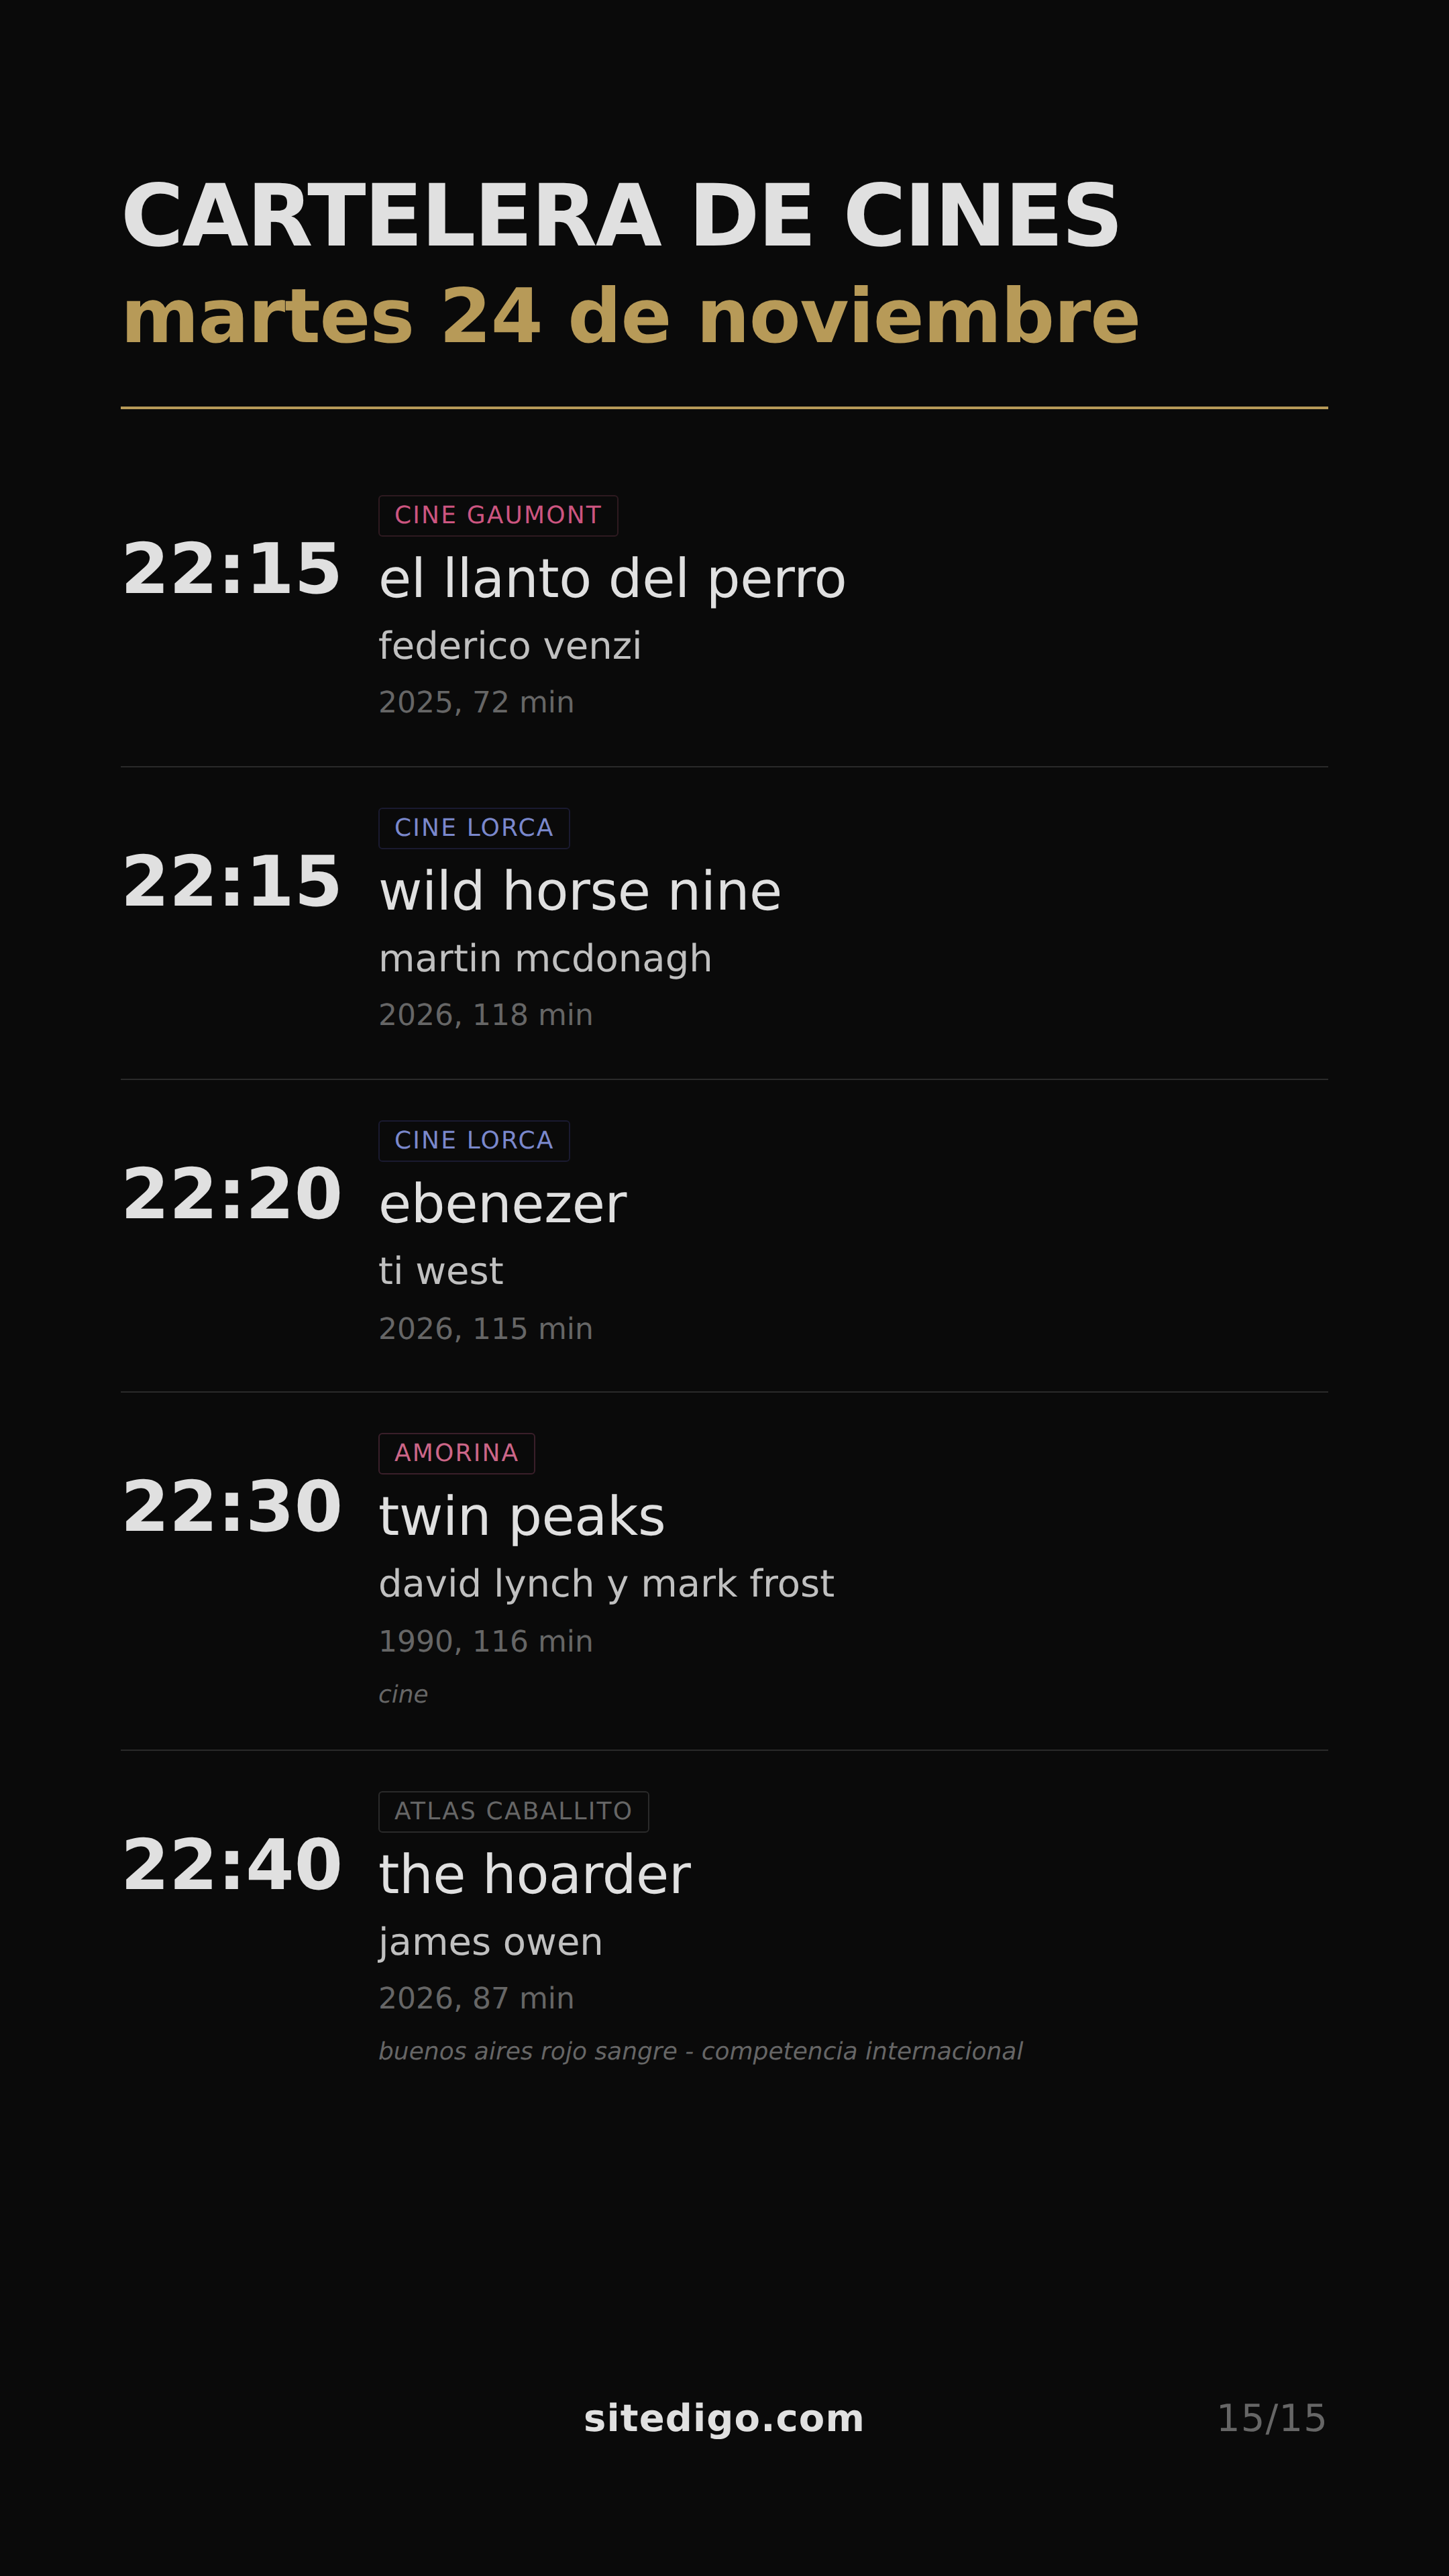 CARTELERA DE CINES
martes 24 de noviembre
CINE GAUMONT
22:15
el llanto del perro
federico venzi
2025, 72 min
CINE LORCA
22:15
wild horse nine
martin mcdonagh
2026, 118 min
CINE LORCA
22:20
ebenezer
ti west
2026, 115 min
AMORINA
22:30
twin peaks
david lynch y mark frost
1990, 116 min
cine
ATLAS CABALLITO
22:40
the hoarder
james owen
2026, 87 min
buenos aires rojo sangre - competencia internacional
sitedigo.com
15/15